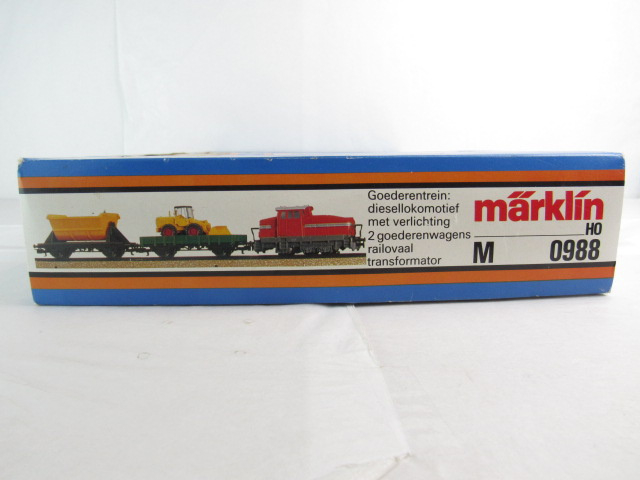 Goederentrein:
diesellokomotief
met verlichting
2 goederenwagens
railovaal
transformator
märklin
HO
M 0988